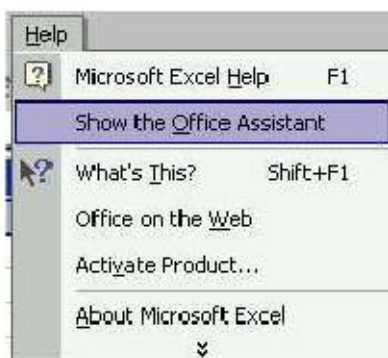 Help
Microsoft Excel Help F1
Show the Office Assistant
What's This? Shift+F1
Office on the Web
Activate Product...
About Microsoft Excel